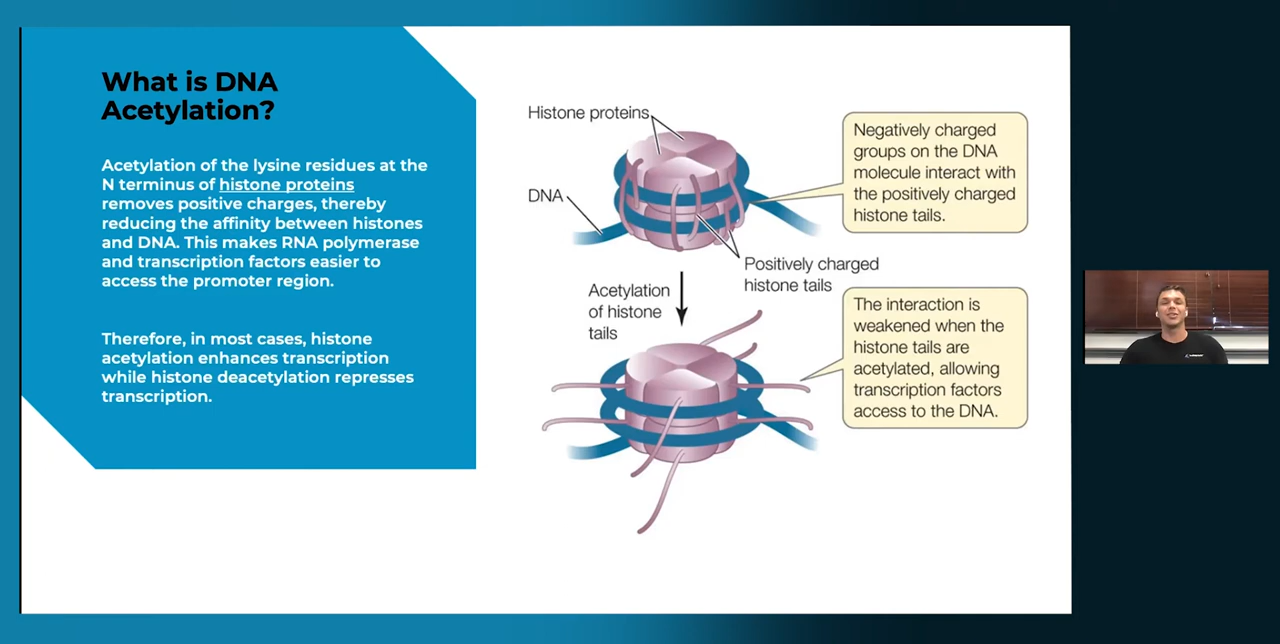 What is DNA
Acetylation?
Acetylation of the lysine residues at the
N terminus of histone proteins
removes positive charges, thereby
reducing the affinity between histones
and DNA. This makes RNA polymerase
and transcription factors easier to
access the promoter region.
Therefore, in most cases, histone
acetylation enhances transcription
while histone deacetylation represses
transcription.
Histone proteins
DNA
Negatively charged
groups on the DNA
molecule interact with
the positively charged
histone tails.
Positively charged
histone tails
Acetylation
of histone
tails
The interaction is
weakened when the
histone tails are
acetylated, allowing
transcription factors
access to the DNA.